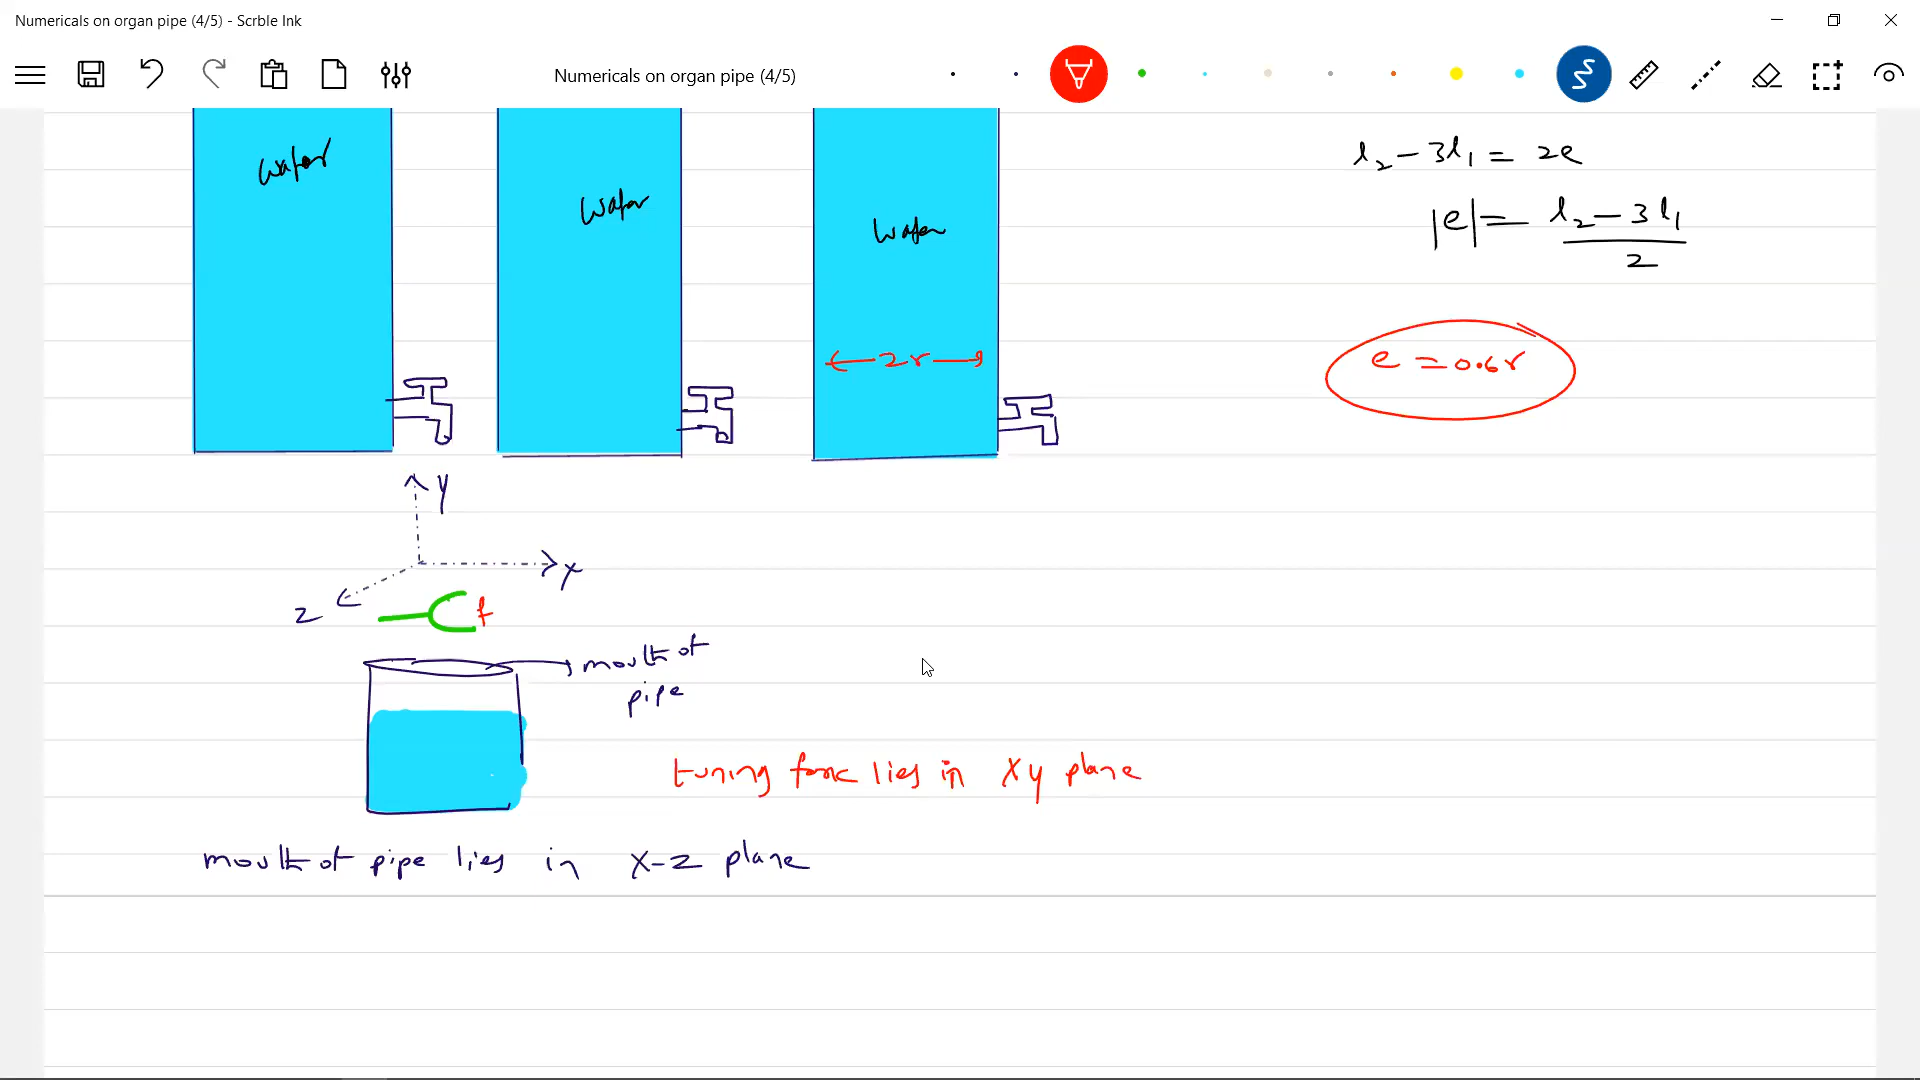 Numericals on organ pipe (4/5) - Scrble Ink
Numericals on organ pipe (4/5)
water
water
water
l₂ - 3l₁ = 2e
|e| = (l₂ - 3l₁)/2
2r
e = 0.6r
y
x
z
f
mouth of
pipe
tuning fork lies in xy plane
mouth of pipe lies in x-z plane